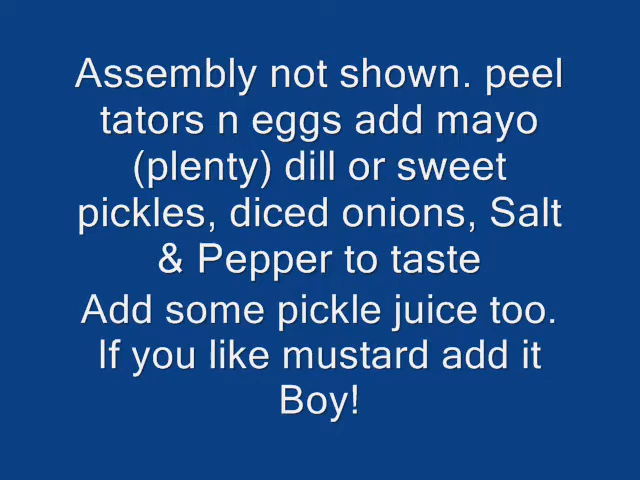 Assembly not shown. peel
tators n eggs add mayo
(plenty) dill or sweet
pickles, diced onions, Salt
& Pepper to taste
Add some pickle juice too.
If you like mustard add it
Boy!